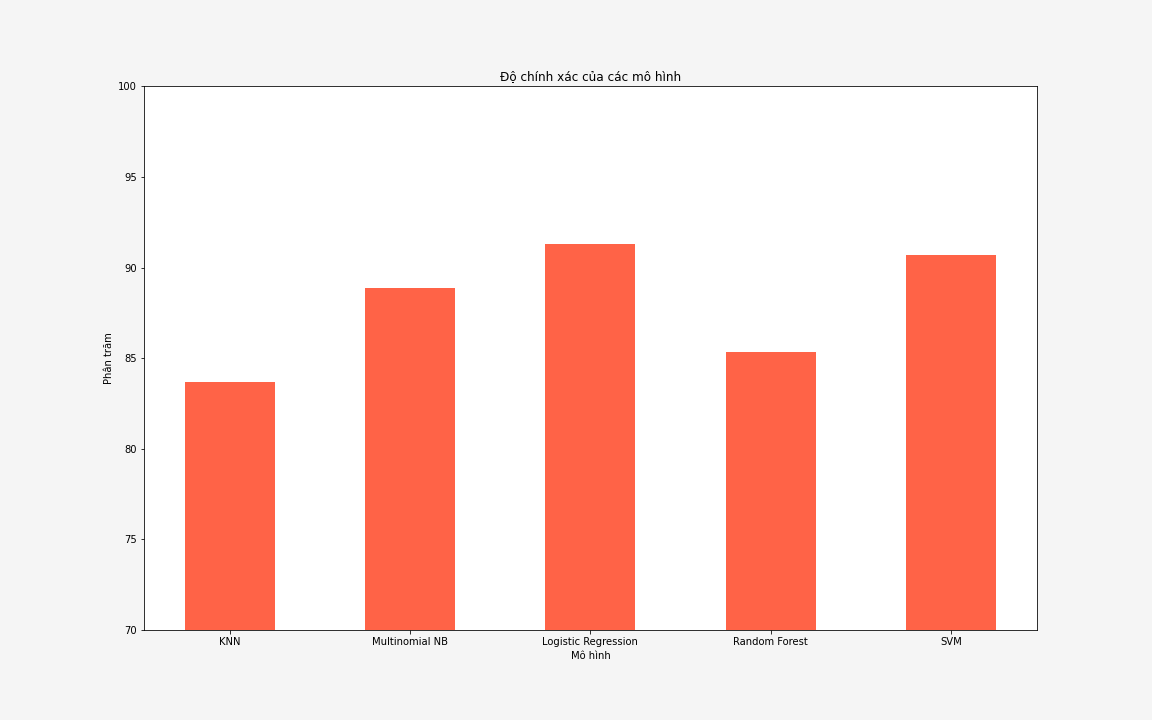 Độ chính xác của các mô hình
100
95
90
85
80
75
70
Phần trăm
KNN
Multinomial NB
Logistic Regression
Random Forest
SVM
Mô hình